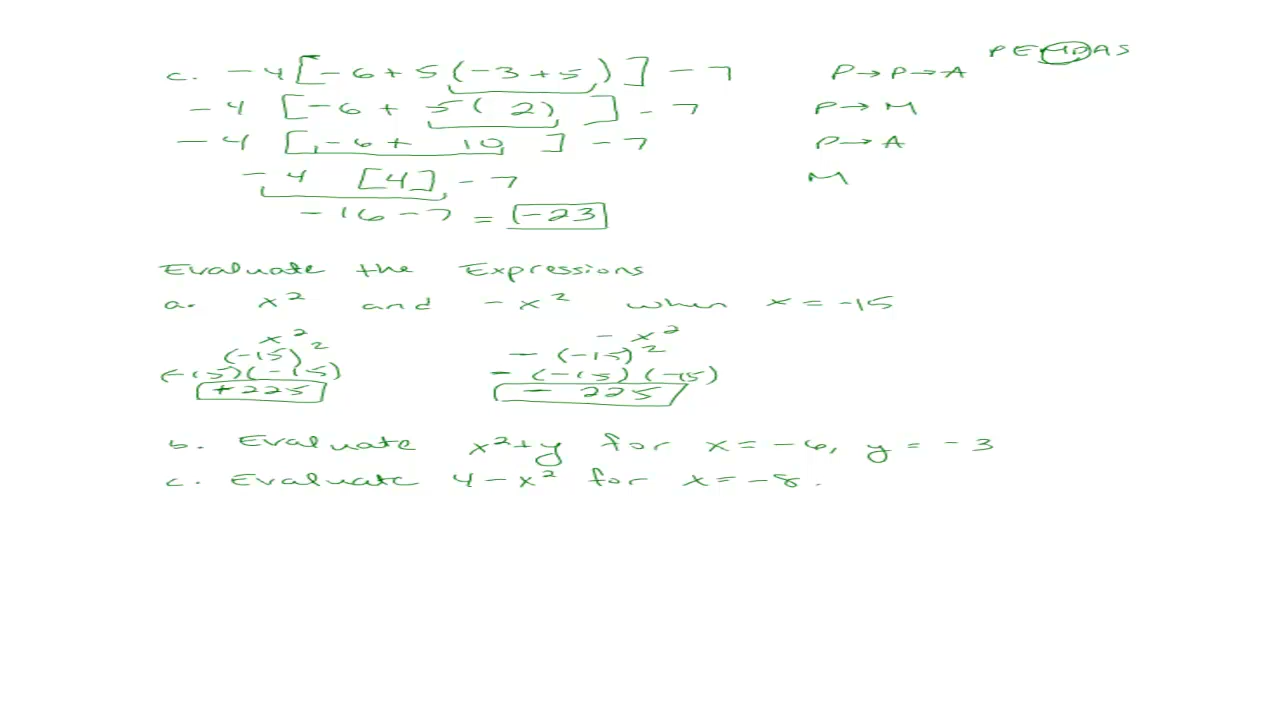 PEMDAS
c. -4[-6+5(-3+5)]-7 P→P→A
-4 [-6+ 5( 2) ]-7 P→M
-4 [-6+ 10 ]-7 P→A
-4 [4]-7 M
-16-7 = -23
Evaluate the Expressions
a. x² and -x² when x = -15
x² -x²
(-15)² -(-15)²
(-15)(-15) -(-15)(-15)
+225 - 225
b. Evaluate x²+y for x=-6, y=-3
c. Evaluate 4-x² for x=-8.